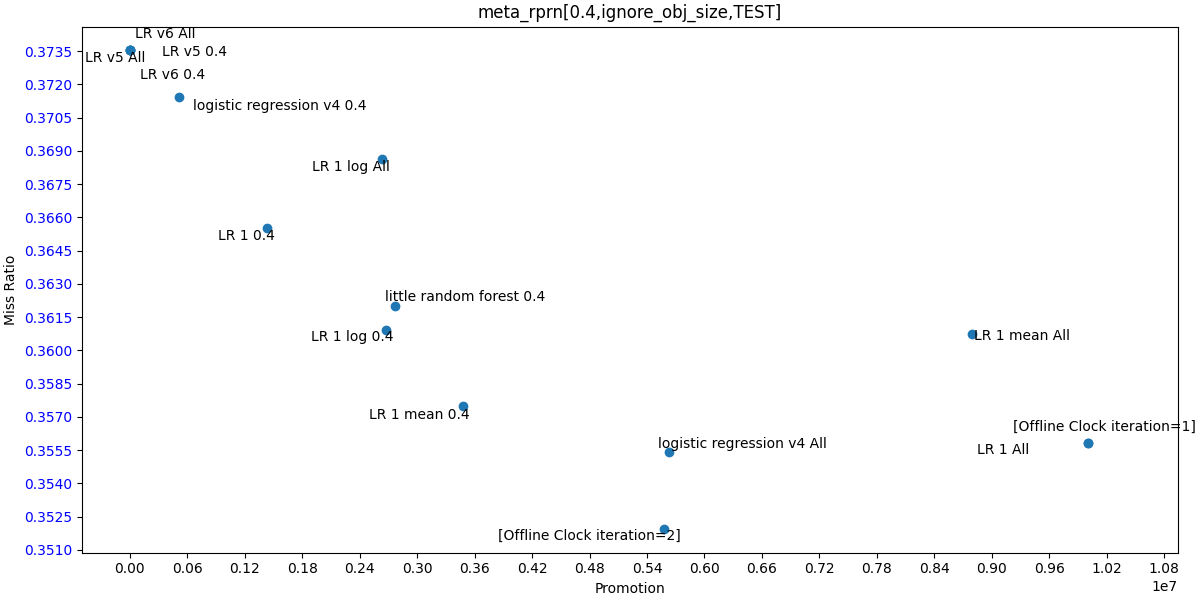 meta_rprn[0.4,ignore_obj_size,TEST]
LR v6 All
0.3735
LR v5 All
LR v5 0.4
LR v6 0.4
0.3720
logistic regression v4 0.4
0.3705
0.3690
LR 1 log All
0.3675
0.3660
LR 1 0.4
0.3645
0.3630
little random forest 0.4
0.3615
LR 1 log 0.4
LR 1 mean All
0.3600
0.3585
LR 1 mean 0.4
0.3570
[Offline Clock iteration=1]
logistic regression v4 All
LR 1 All
0.3555
0.3540
0.3525
[Offline Clock iteration=2]
0.3510
Miss Ratio
0.00 0.06 0.12 0.18 0.24 0.30 0.36 0.42 0.48 0.54 0.60 0.66 0.72 0.78 0.84 0.90 0.96 1.02 1.08
1e7
Promotion